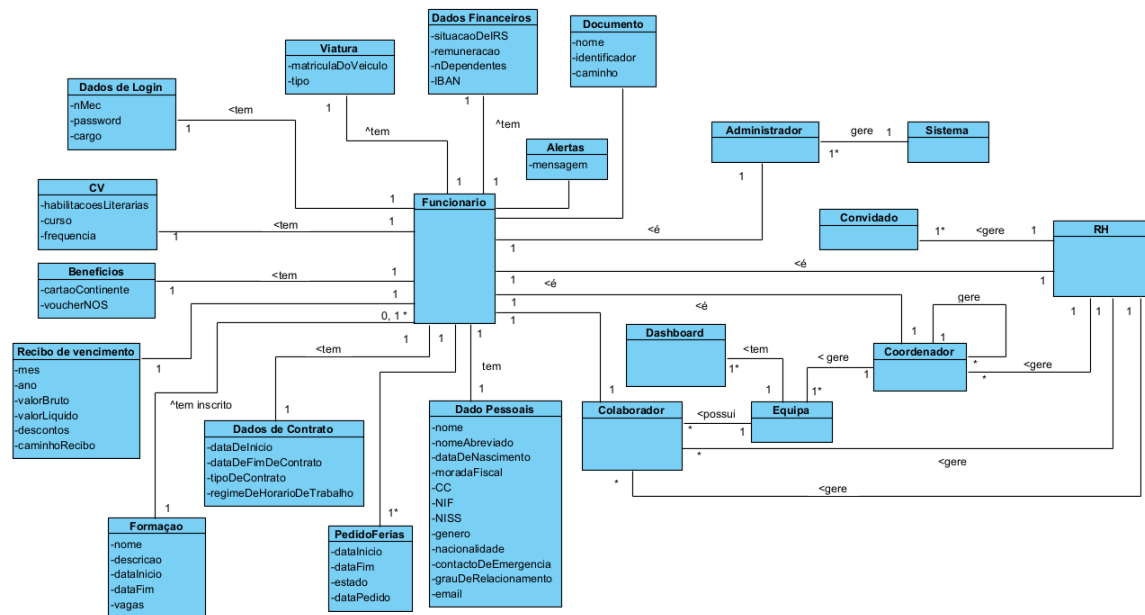 Dados Financeiros
-situacaoDeIRS
-remuneracao
-nDependentes
-IBAN
Documento
-nome
-identificador
-caminho
Viatura
-matriculaDoVeiculo
-tipo
Dados de Login
-nMec
-password
-cargo
<tem
1
1
1
1
^tem
^tem
Alertas
-mensagem
Administrador
gere
1
1*
Sistema
1
CV
-habilitacoesLiterarias
-curso
-frequencia
<tem
1
1
1
1
1
Funcionario
Convidado
1*
<gere
1
RH
<é
1
Beneficios
-cartaoContinente
-voucherNOS
<tem
1
1
1
<é
1
1
<é
1
<é
1
1
0, 1 *
gere
1
1
*
Recibo de vencimento
-mes
-ano
-valorBruto
-valorLiquido
-descontos
-caminhoRecibo
1
^tem inscrito
1
<tem
1
1
1
tem
1
Dashboard
<tem
1*
1
Coordenador
< gere
1
1*
<gere
*
1
1
1
Dados de Contrato
-dataDeInicio
-dataDeFimDeContrato
-tipoDeContrato
-regimeDeHorarioDeTrabalho
1
Dado Pessoais
-nome
-nomeAbreviado
-dataDeNascimento
-moradaFiscal
-CC
-NIF
-NISS
-genero
-nacionalidade
-contactoDeEmergencia
-grauDeRelacionamento
-email
1
Colaborador
<possui
*
1
Equipa
*
<gere
*
<gere
Formaçao
-nome
-descricao
-dataInicio
-dataFim
-vagas
1*
PedidoFerias
-dataInicio
-dataFim
-estado
-dataPedido